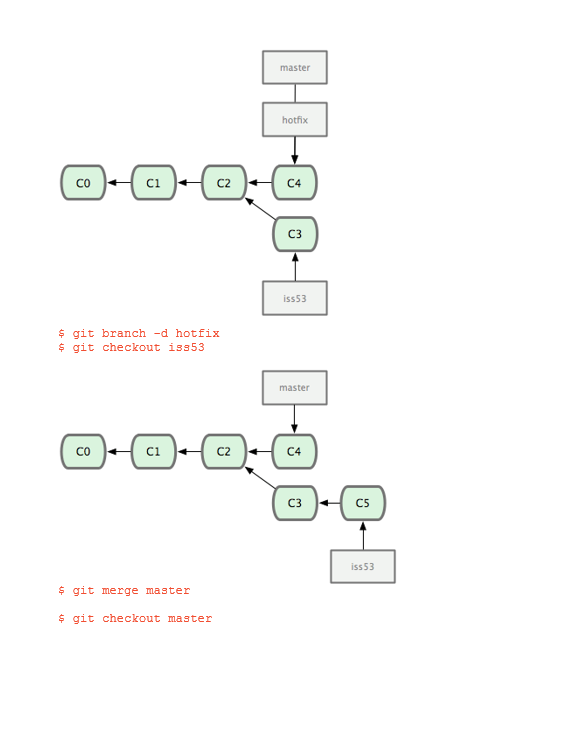 master
hotfix
C0 C1 C2 C4
C3
iss53
$ git branch -d hotfix
$ git checkout iss53
master
C0 C1 C2 C4
C3 C5
iss53
$ git merge master
$ git checkout master